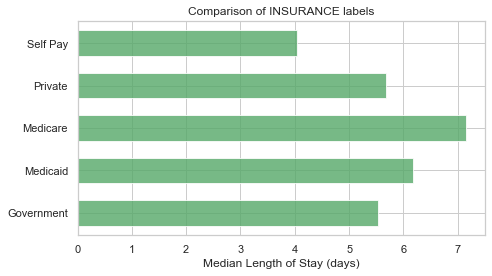 Comparison of INSURANCE labels
Self Pay
Private
Medicare
Medicaid
Government
0 1 2 3 4 5 6 7
Median Length of Stay (days)